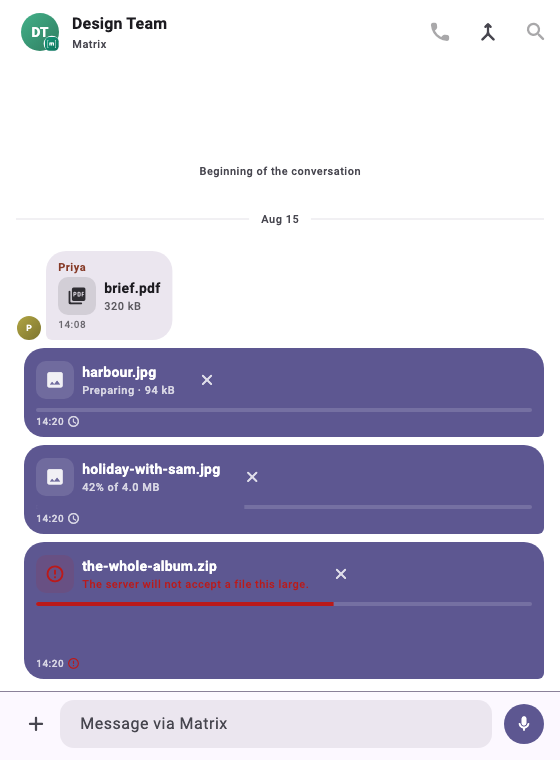 DT
[m]
Design Team
Matrix
Beginning of the conversation
Aug 15
Priya
PDF
brief.pdf
320 kB
14:08
P
harbour.jpg
Preparing · 94 kB
14:20
holiday-with-sam.jpg
42% of 4.0 MB
14:20
the-whole-album.zip
The server will not accept a file this large.
14:20
Message via Matrix